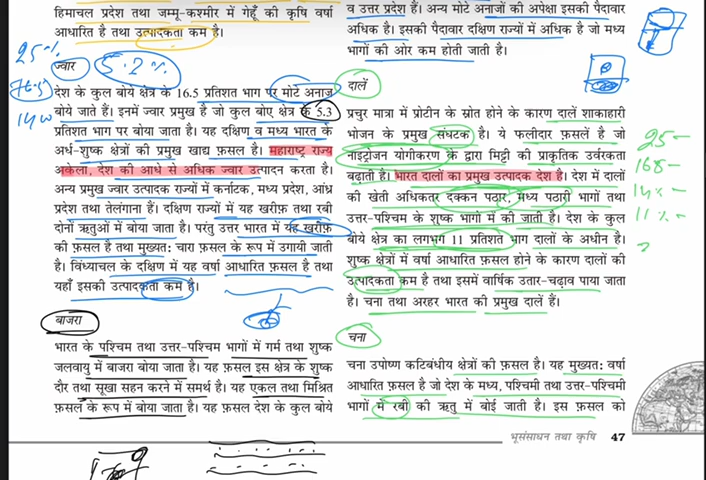 हिमाचल प्रदेश तथा जम्मू-कश्मीर में गेहूँ की कृषि वर्षा
आधारित है तथा उत्पादकता कम है।
25%
ज्वार
5.2%
देश के कुल बोये क्षेत्र के 16.5 प्रतिशत भाग पर मोटे अनाज
बोये जाते हैं। इनमें ज्वार प्रमुख है जो कुल बोए क्षेत्र के 5.3
प्रतिशत भाग पर बोया जाता है। यह दक्षिण व मध्य भारत के
अर्ध-शुष्क क्षेत्रों की प्रमुख खाद्य फ़सल है। महाराष्ट्र राज्य
अकेला, देश की आधे से अधिक ज्वार उत्पादन करता है।
अन्य प्रमुख ज्वार उत्पादक राज्यों में कर्नाटक, मध्य प्रदेश, आंध्र
प्रदेश तथा तेलंगाना हैं। दक्षिण राज्यों में यह खरीफ़ तथा रबी
दोनों ऋतुओं में बोया जाता है। परंतु उत्तर भारत में यह खरीफ़
की फ़सल है तथा मुख्यत: चारा फ़सल के रूप में उगायी जाती
है। विंध्याचल के दक्षिण में यह वर्षा आधारित फ़सल है तथा
यहाँ इसकी उत्पादकता कम है।
बाजरा
भारत के पश्चिम तथा उत्तर-पश्चिम भागों में गर्म तथा शुष्क
जलवायु में बाजरा बोया जाता है। यह फ़सल इस क्षेत्र के शुष्क
दौर तथा सूखा सहन करने में समर्थ है। यह एकल तथा मिश्रित
फ़सल के रूप में बोया जाता है। यह फ़सल देश के कुल बोये
व उत्तर प्रदेश हैं। अन्य मोटे अनाजों की अपेक्षा इसकी पैदावार
अधिक है। इसकी पैदावार दक्षिण राज्यों में अधिक है जो मध्य
भागों की ओर कम होती जाती है।
दालें
प्रचुर मात्रा में प्रोटीन के स्रोत होने के कारण दालें शाकाहारी
भोजन के प्रमुख संघटक है। ये फलीदार फ़सलें है जो
नाइट्रोजन योगीकरण के द्वारा मिट्टी की प्राकृतिक उर्वरकता
बढ़ाती है। भारत दालों का प्रमुख उत्पादक देश है। देश में दालों
की खेती अधिकतर दक्कन पठार, मध्य पठारी भागों तथा
उत्तर-पश्चिम के शुष्क भागों में की जाती है। देश के कुल
बोये क्षेत्र का लगभग 11 प्रतिशत भाग दालों के अधीन है।
शुष्क क्षेत्रों में वर्षा आधारित फ़सल होने के कारण दालों की
उत्पादकता कम है तथा इसमें वार्षिक उतार-चढ़ाव पाया जाता
है। चना तथा अरहर भारत की प्रमुख दालें हैं।
चना
चना उपोष्ण कटिबंधीय क्षेत्रों की फ़सल है। यह मुख्यत: वर्षा
आधारित फ़सल है जो देश के मध्य, पश्चिमी तथा उत्तर-पश्चिमी
भागों में रबी की ऋतु में बोई जाती है। इस फ़सल को
25-
14%-
11%-
भूसंसाधन तथा कृषि 47